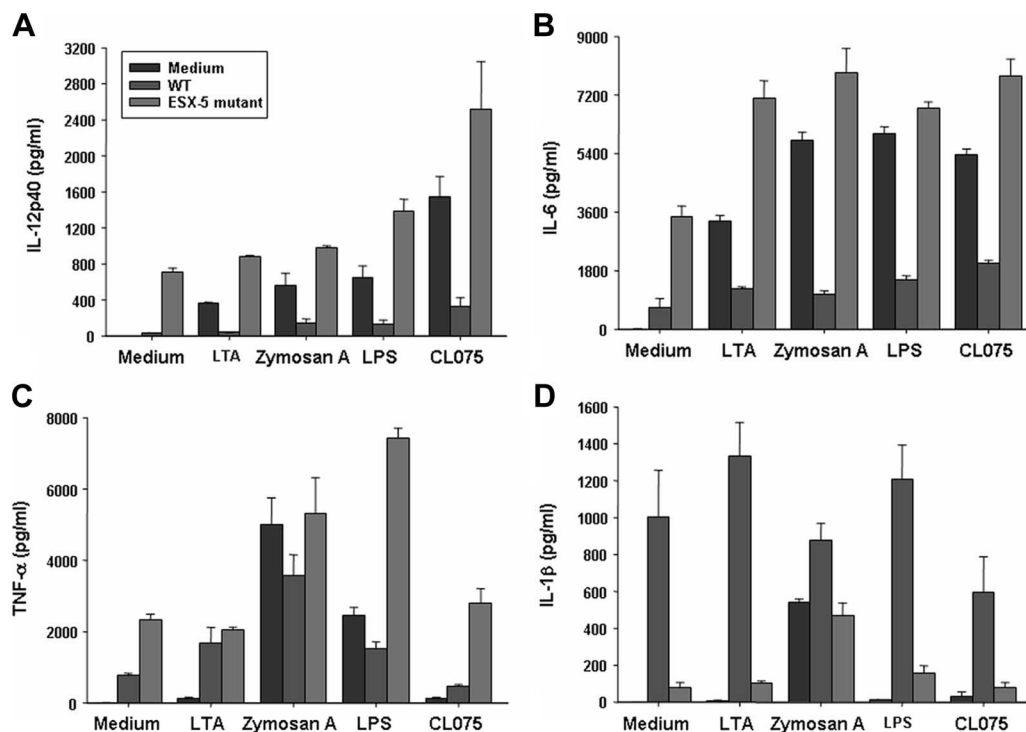 A
IL-12p40 (pg/ml)
3200
2800
2400
2000
1600
1200
800
400
0
Medium
WT
ESX-5 mutant
Medium LTA Zymosan A LPS CL075
B
IL-6 (pg/ml)
9000
7200
5400
3600
1800
0
Medium LTA Zymosan A LPS CL075
C
TNF-α (pg/ml)
8000
6000
4000
2000
0
Medium LTA Zymosan A LPS CL075
D
IL-1β (pg/ml)
1600
1400
1200
1000
800
600
400
200
0
Medium LTA Zymosan A LPS CL075